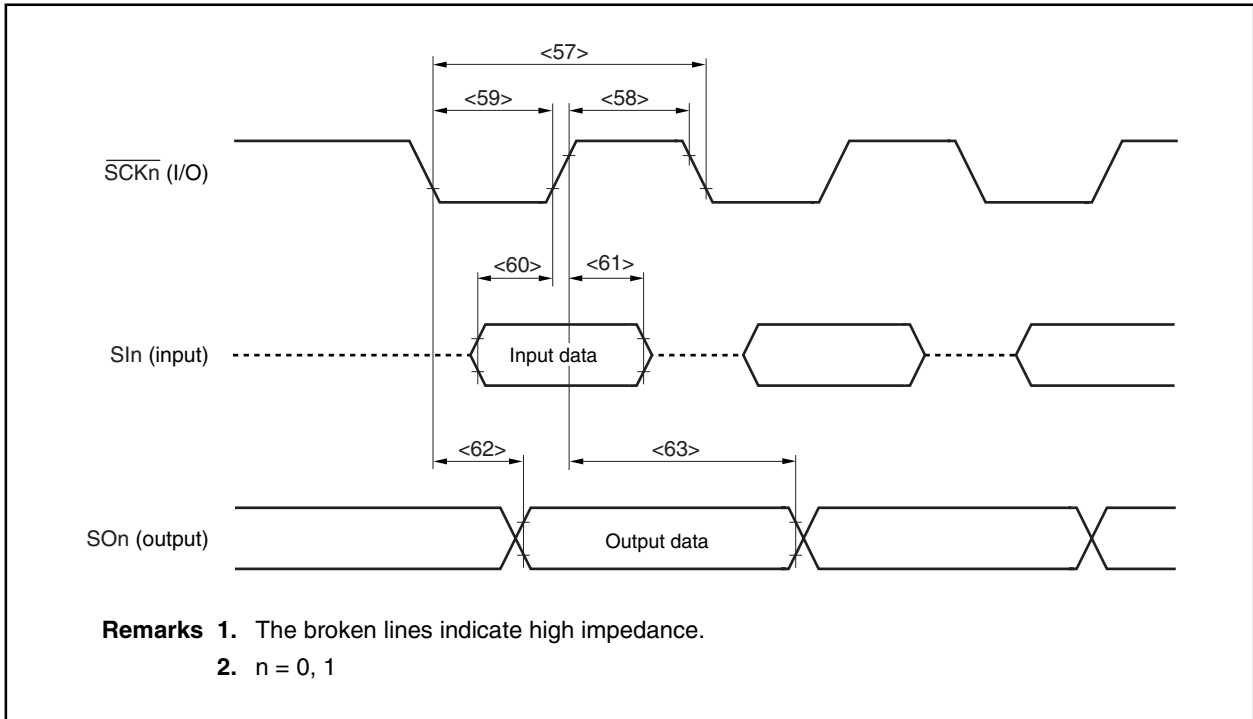 <57>
<59>
<58>
SCKn (I/O)
<60>
<61>
SIn (input)
Input data
<62>
<63>
SOn (output)
Output data
Remarks 1. The broken lines indicate high impedance.
2. n = 0, 1